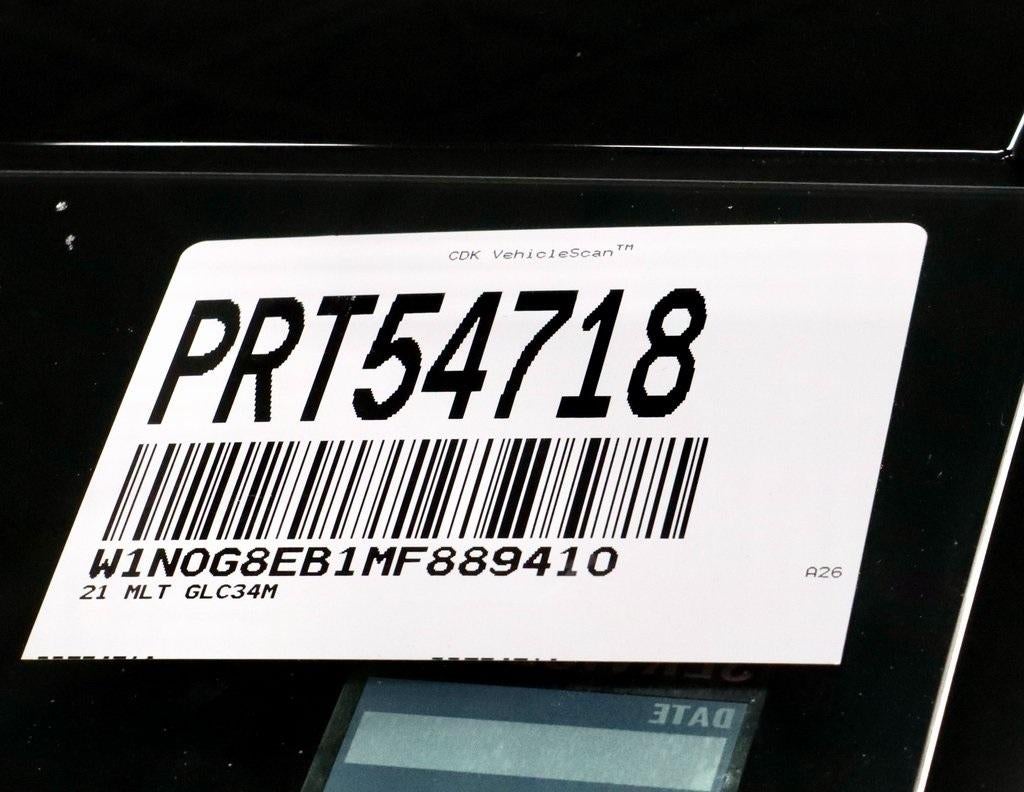 CDK VehicleScan™
PRT54718
W1N0G8EB1MF889410
A26
21 MLT GLC34M
DATE